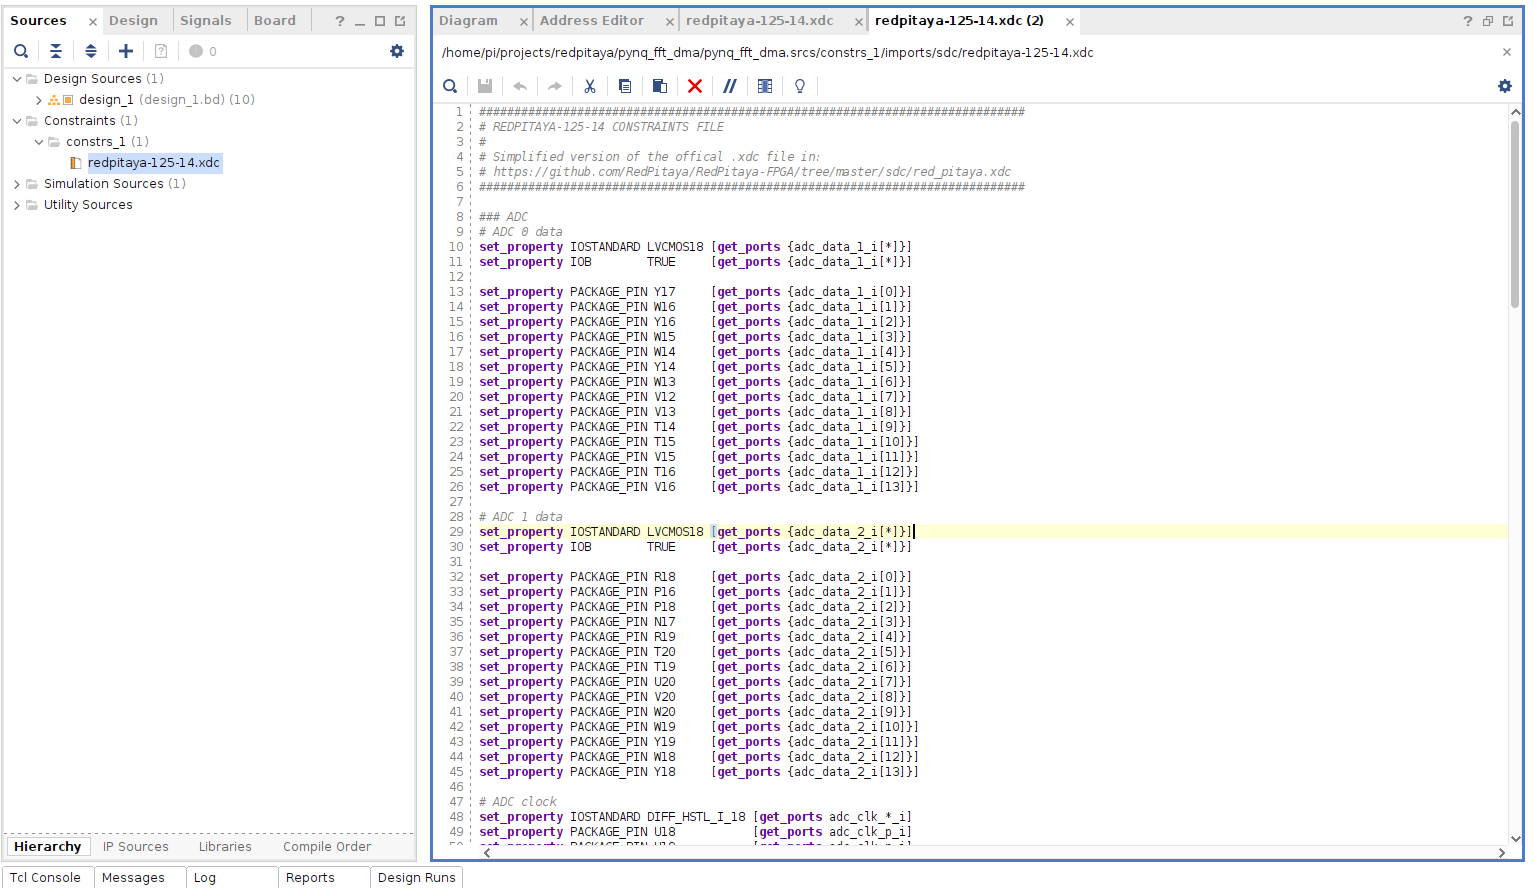 Sources × Design Signals Board ? _
0
Design Sources (1)
design_1 (design_1.bd) (10)
Constraints (1)
constrs_1 (1)
redpitaya-125-14.xdc
Simulation Sources (1)
Utility Sources
Hierarchy IP Sources Libraries Compile Order
Tcl Console Messages Log Reports Design Runs
Diagram × Address Editor × redpitaya-125-14.xdc × redpitaya-125-14.xdc (2) × ?
/home/pi/projects/redpitaya/pynq_fft_dma/pynq_fft_dma.srcs/constrs_1/imports/sdc/redpitaya-125-14.xdc ×
1 ##############################################################################
2 # REDPITAYA-125-14 CONSTRAINTS FILE
3 #
4 # Simplified version of the offical .xdc file in:
5 # https://github.com/RedPitaya/RedPitaya-FPGA/tree/master/sdc/red_pitaya.xdc
6 ##############################################################################
7
8 ### ADC
9 # ADC 0 data
10 set_property IOSTANDARD LVCMOS18 [get_ports {adc_data_1_i[*]}]
11 set_property IOB TRUE [get_ports {adc_data_1_i[*]}]
12
13 set_property PACKAGE_PIN Y17 [get_ports {adc_data_1_i[0]}]
14 set_property PACKAGE_PIN W16 [get_ports {adc_data_1_i[1]}]
15 set_property PACKAGE_PIN Y16 [get_ports {adc_data_1_i[2]}]
16 set_property PACKAGE_PIN W15 [get_ports {adc_data_1_i[3]}]
17 set_property PACKAGE_PIN W14 [get_ports {adc_data_1_i[4]}]
18 set_property PACKAGE_PIN Y14 [get_ports {adc_data_1_i[5]}]
19 set_property PACKAGE_PIN W13 [get_ports {adc_data_1_i[6]}]
20 set_property PACKAGE_PIN V12 [get_ports {adc_data_1_i[7]}]
21 set_property PACKAGE_PIN V13 [get_ports {adc_data_1_i[8]}]
22 set_property PACKAGE_PIN T14 [get_ports {adc_data_1_i[9]}]
23 set_property PACKAGE_PIN T15 [get_ports {adc_data_1_i[10]}]
24 set_property PACKAGE_PIN V15 [get_ports {adc_data_1_i[11]}]
25 set_property PACKAGE_PIN T16 [get_ports {adc_data_1_i[12]}]
26 set_property PACKAGE_PIN V16 [get_ports {adc_data_1_i[13]}]
27
28 # ADC 1 data
29 set_property IOSTANDARD LVCMOS18 [get_ports {adc_data_2_i[*]}]
30 set_property IOB TRUE [get_ports {adc_data_2_i[*]}]
31
32 set_property PACKAGE_PIN R18 [get_ports {adc_data_2_i[0]}]
33 set_property PACKAGE_PIN P16 [get_ports {adc_data_2_i[1]}]
34 set_property PACKAGE_PIN P18 [get_ports {adc_data_2_i[2]}]
35 set_property PACKAGE_PIN N17 [get_ports {adc_data_2_i[3]}]
36 set_property PACKAGE_PIN R19 [get_ports {adc_data_2_i[4]}]
37 set_property PACKAGE_PIN T20 [get_ports {adc_data_2_i[5]}]
38 set_property PACKAGE_PIN T19 [get_ports {adc_data_2_i[6]}]
39 set_property PACKAGE_PIN U20 [get_ports {adc_data_2_i[7]}]
40 set_property PACKAGE_PIN V20 [get_ports {adc_data_2_i[8]}]
41 set_property PACKAGE_PIN W20 [get_ports {adc_data_2_i[9]}]
42 set_property PACKAGE_PIN W19 [get_ports {adc_data_2_i[10]}]
43 set_property PACKAGE_PIN Y19 [get_ports {adc_data_2_i[11]}]
44 set_property PACKAGE_PIN W18 [get_ports {adc_data_2_i[12]}]
45 set_property PACKAGE_PIN Y18 [get_ports {adc_data_2_i[13]}]
46
47 # ADC clock
48 set_property IOSTANDARD DIFF_HSTL_I_18 [get_ports adc_clk_*_i]
49 set_property PACKAGE_PIN U18 [get_ports adc_clk_p_i]